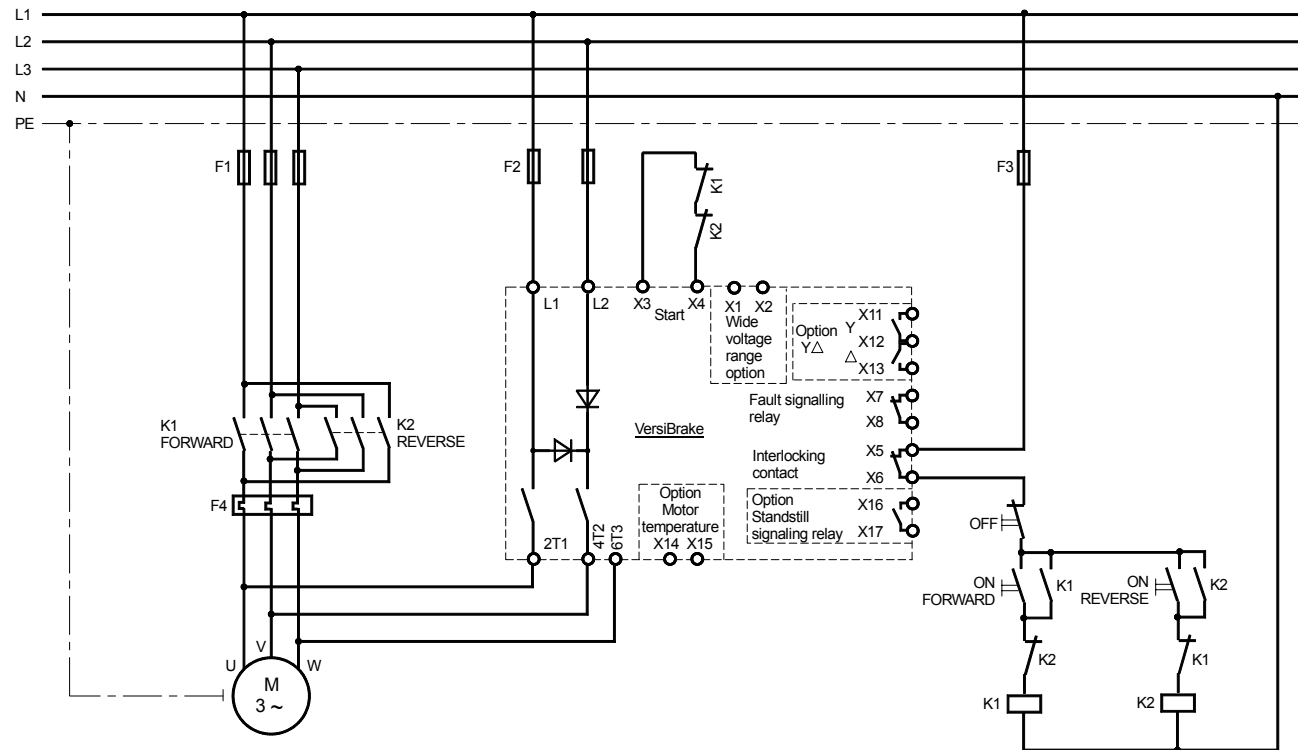 L1
L2
L3
N
PE
F1
F2
F3
K1
K2
L1
L2
X3
X4
Start
X1
X2
Wide
voltage
range
option
Option
Y△
Y
△
X11
X12
X13
Fault signalling
relay
X7
X8
VersiBrake
Interlocking
contact
X5
X6
Option
Standstill
signaling relay
X16
X17
Option
Motor
temperature
X14
X15
2T1
4T2
6T3
K1
FORWARD
K2
REVERSE
F4
OFF
ON
FORWARD
K1
ON
REVERSE
K2
K2
K1
K1
K2
U
V
W
M
3 ~